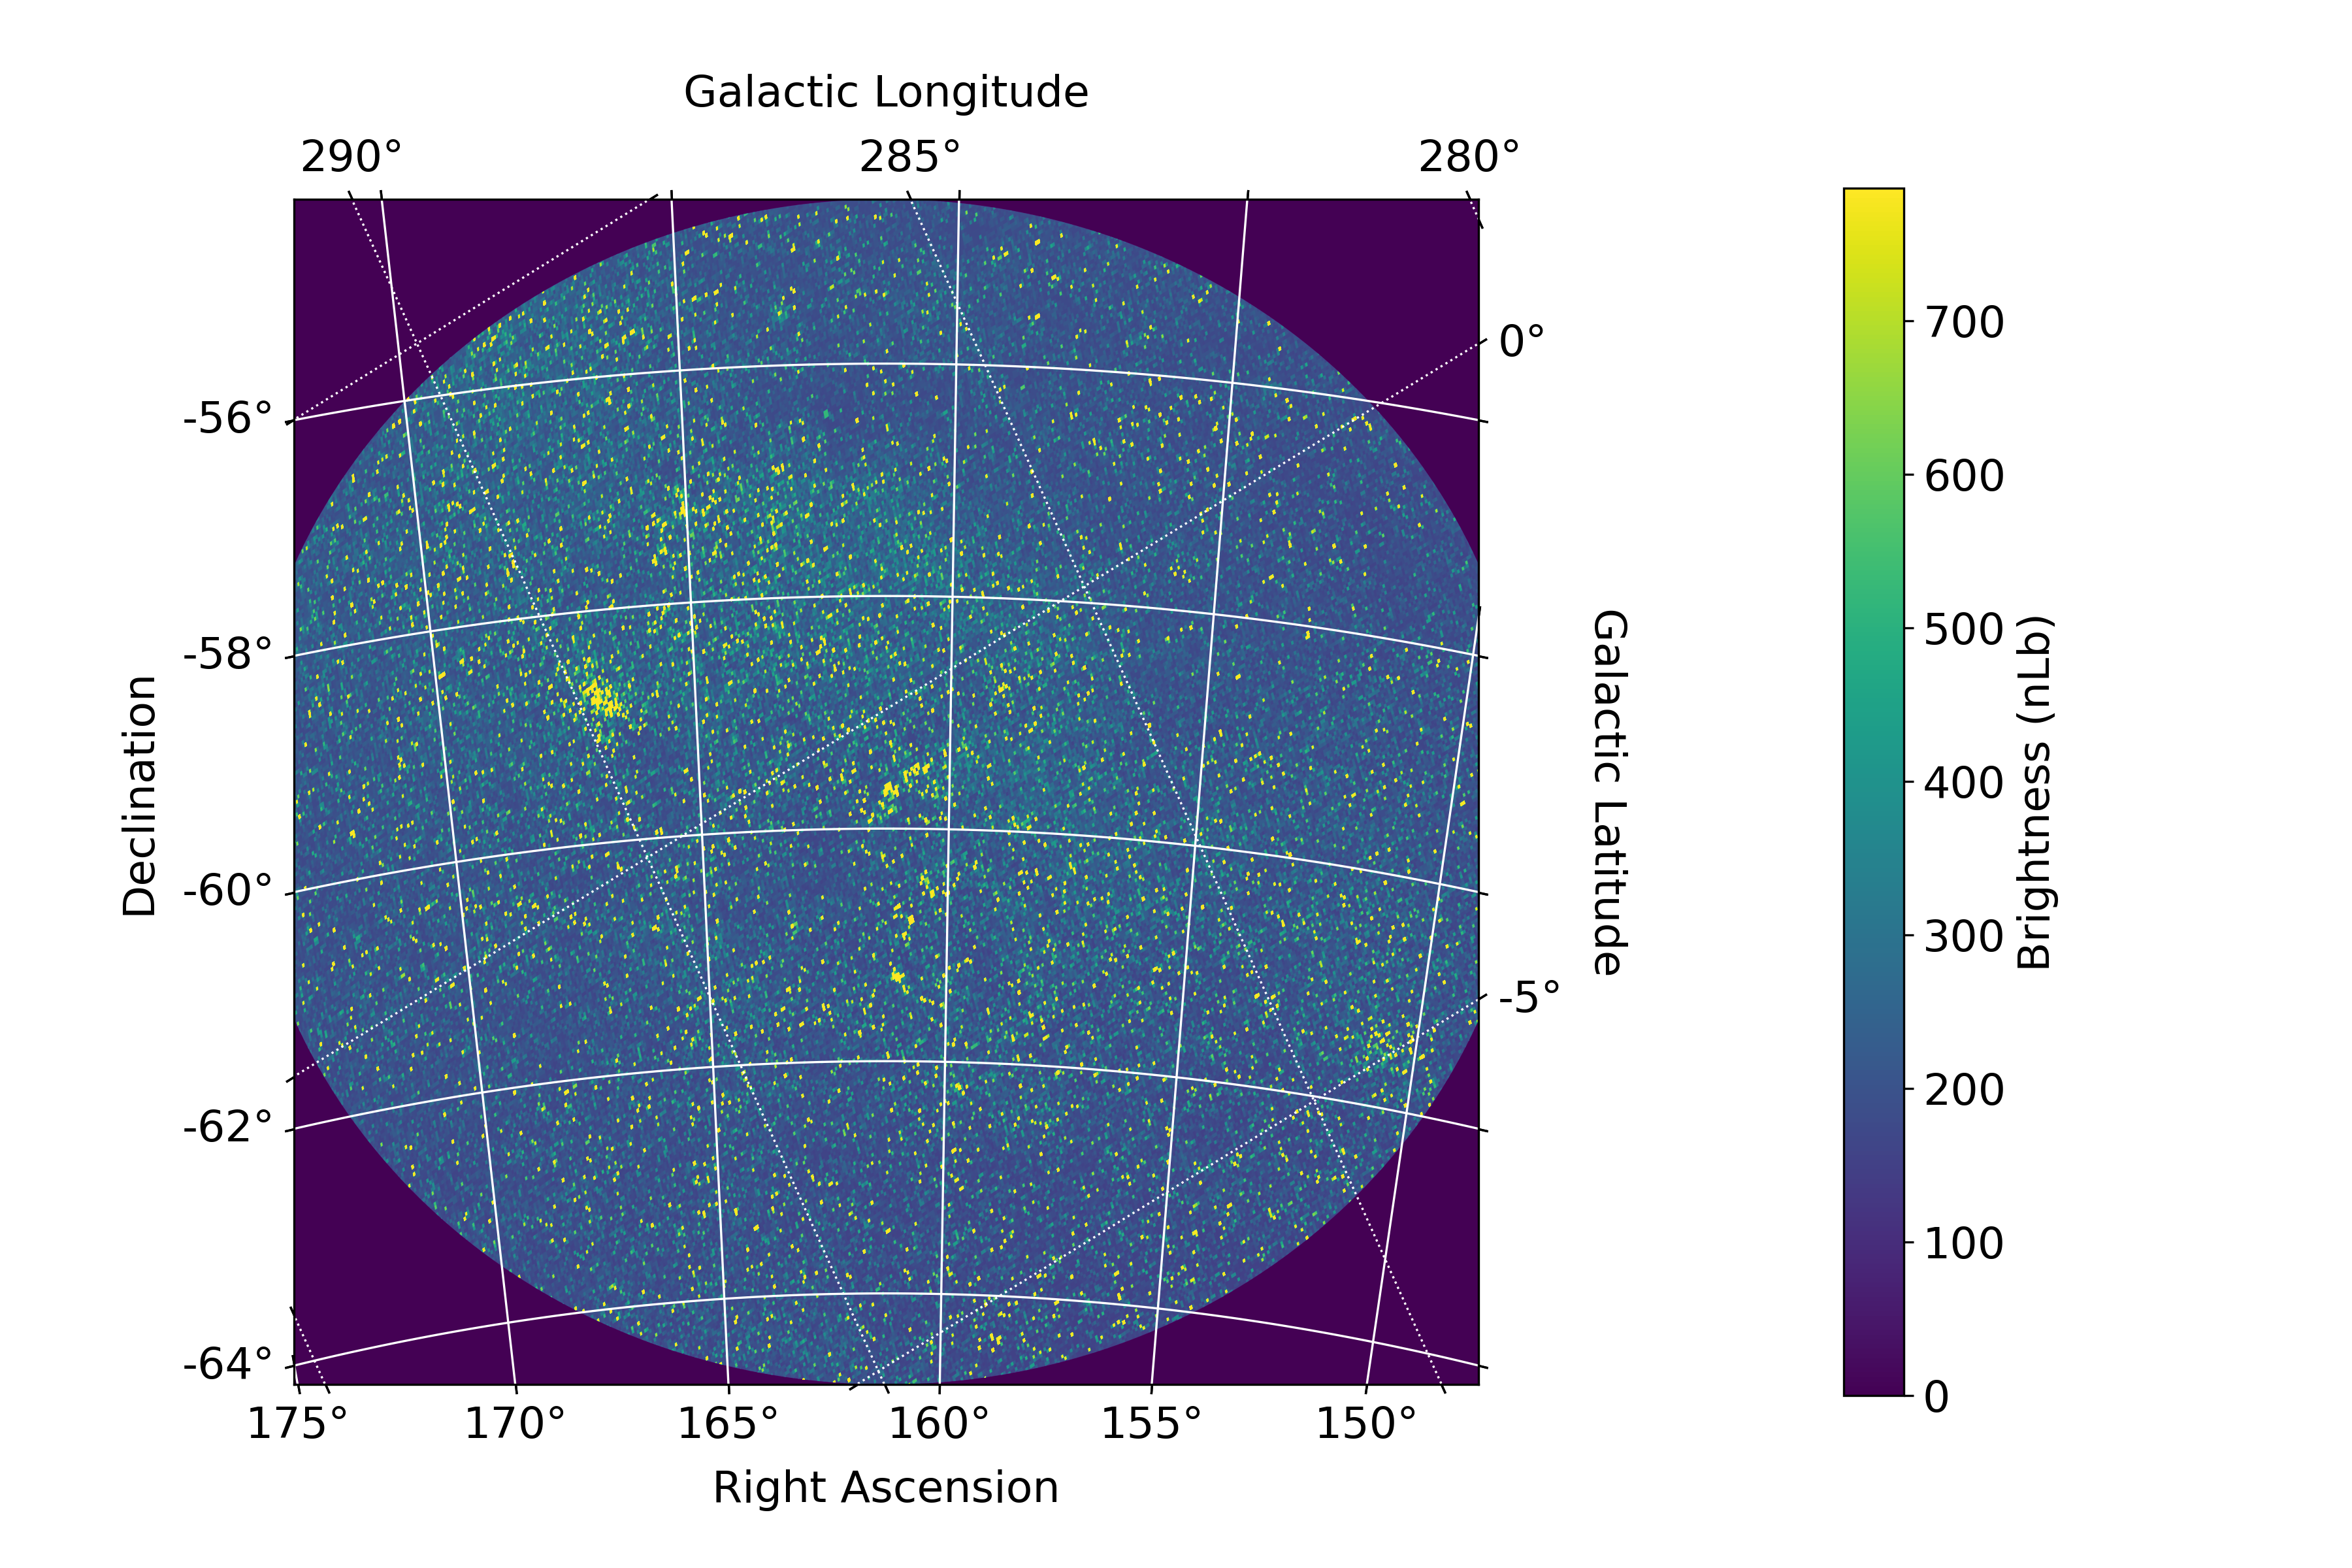 Galactic Longitude
290° 285° 280°
0°
-5°
Galactic Latitude
-56°
-58°
-60°
-62°
-64°
Declination
175° 170° 165° 160° 155° 150°
Right Ascension
700
600
500
400
300
200
100
0
Brightness (nLb)